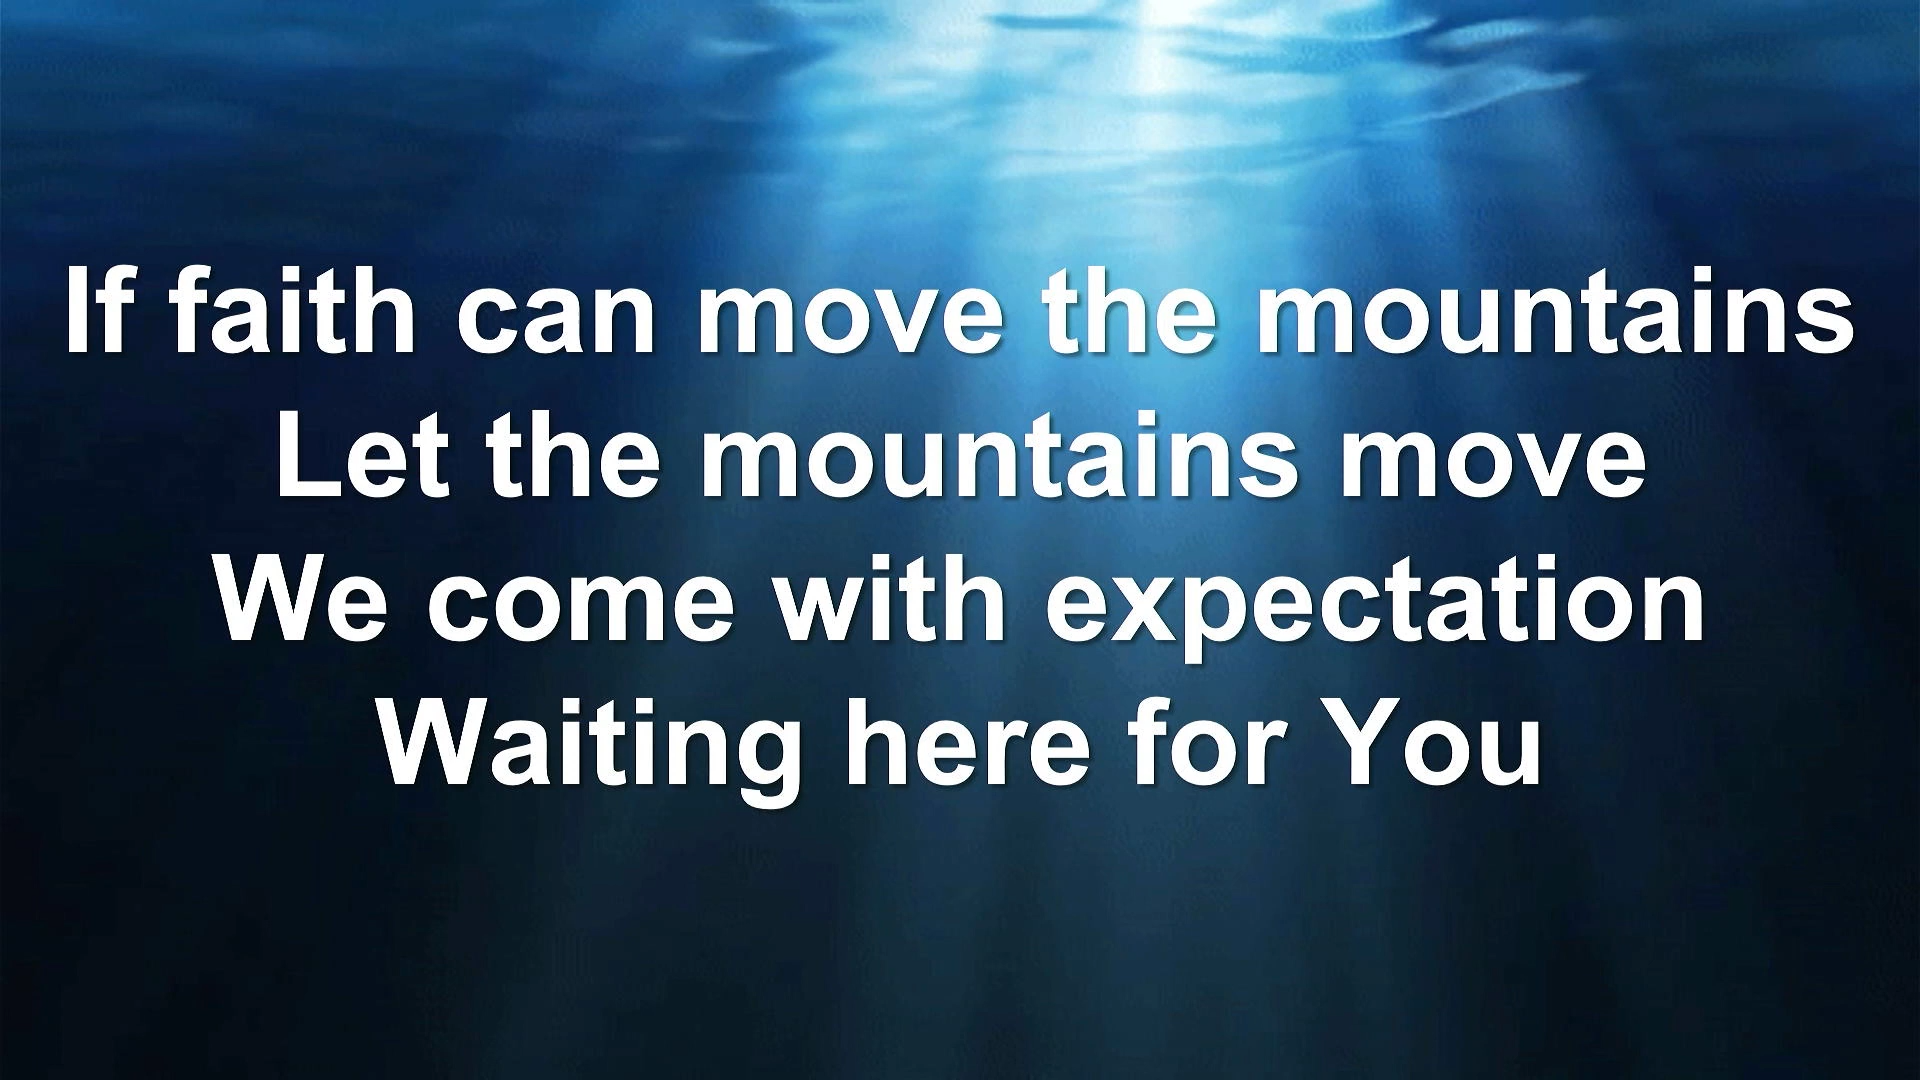 If faith can move the mountains
Let the mountains move
We come with expectation
Waiting here for You